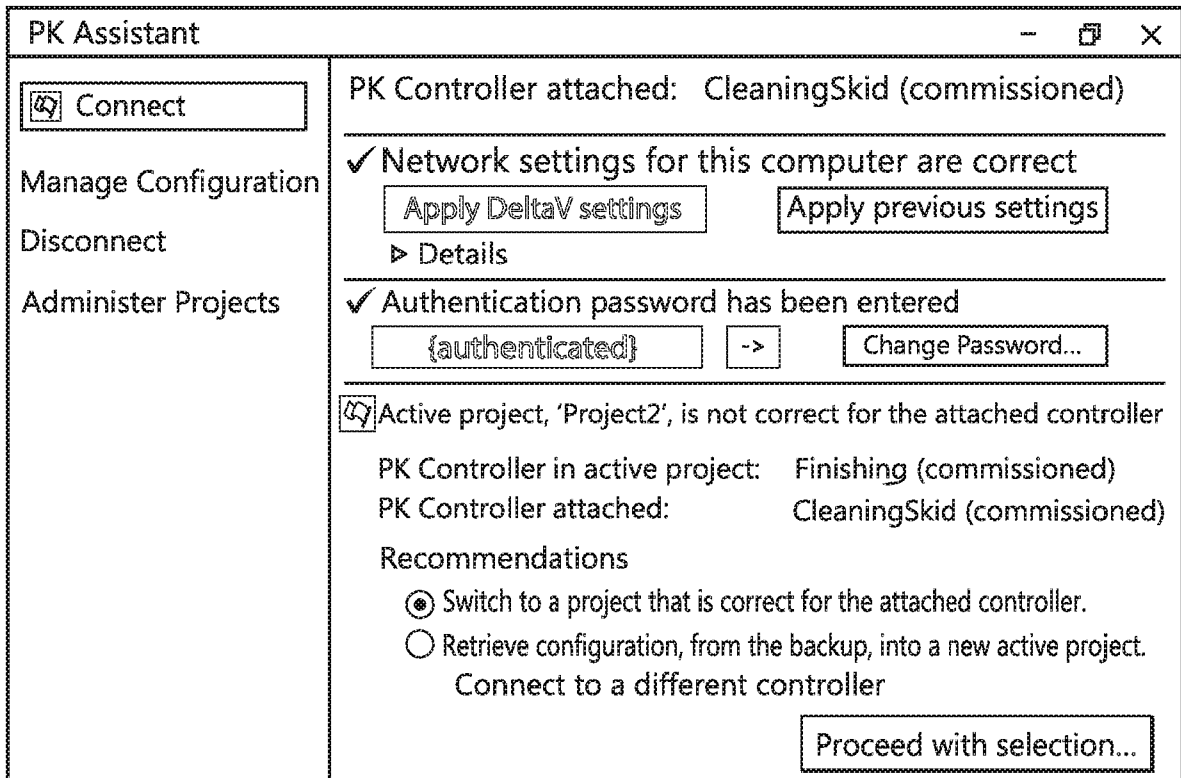 PK Assistant
Connect
Manage Configuration
Disconnect
Administer Projects
PK Controller attached: CleaningSkid (commissioned)
✓ Network settings for this computer are correct
Apply DeltaV settings Apply previous settings
Details
✓ Authentication password has been entered
{authenticated} -> Change Password...
Active project, ‘Project2’, is not correct for the attached controller
PK Controller in active project: Finishing (commissioned)
PK Controller attached: CleaningSkid (commissioned)
Recommendations
Switch to a project that is correct for the attached controller.
Retrieve configuration, from the backup, into a new active project.
Connect to a different controller
Proceed with selection...